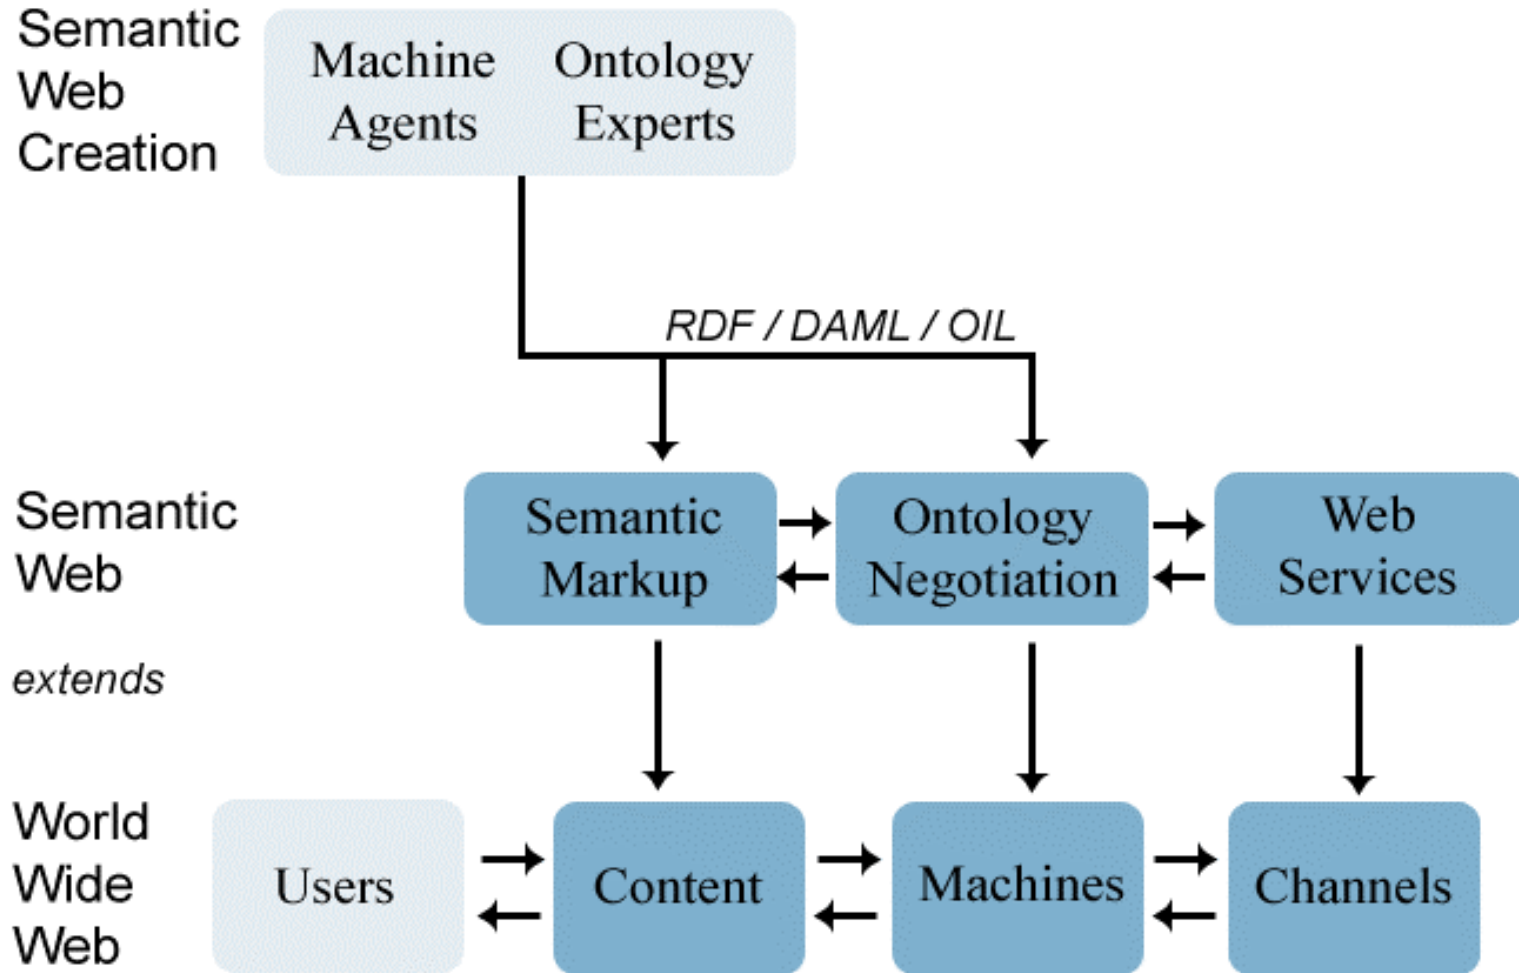 Semantic
Web
Creation
Machine Ontology
Agents Experts
RDF / DAML / OIL
Semantic
Web
Semantic
Markup
Ontology
Negotiation
Web
Services
extends
World
Wide
Web
Users
Content
Machines
Channels